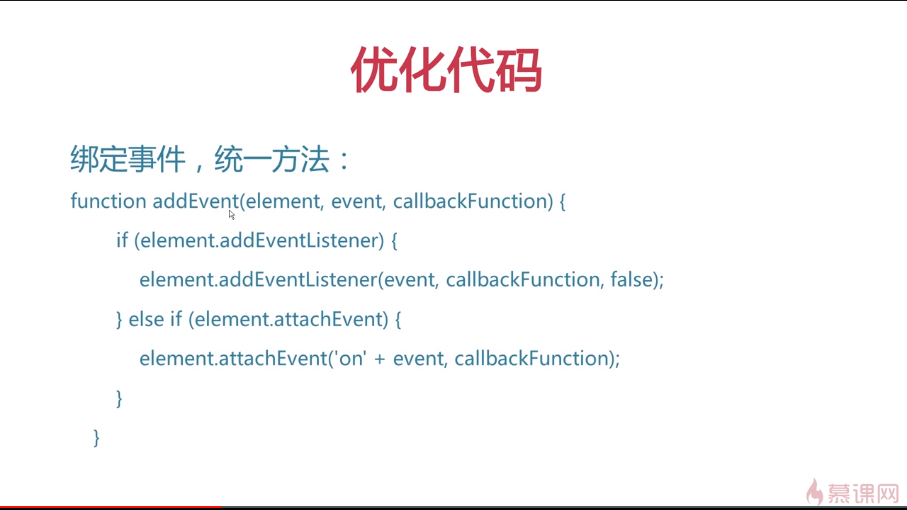 优化代码
绑定事件，统一方法：
function addEvent(element, event, callbackFunction) {
if (element.addEventListener) {
element.addEventListener(event, callbackFunction, false);
} else if (element.attachEvent) {
element.attachEvent('on' + event, callbackFunction);
}
}
慕课网